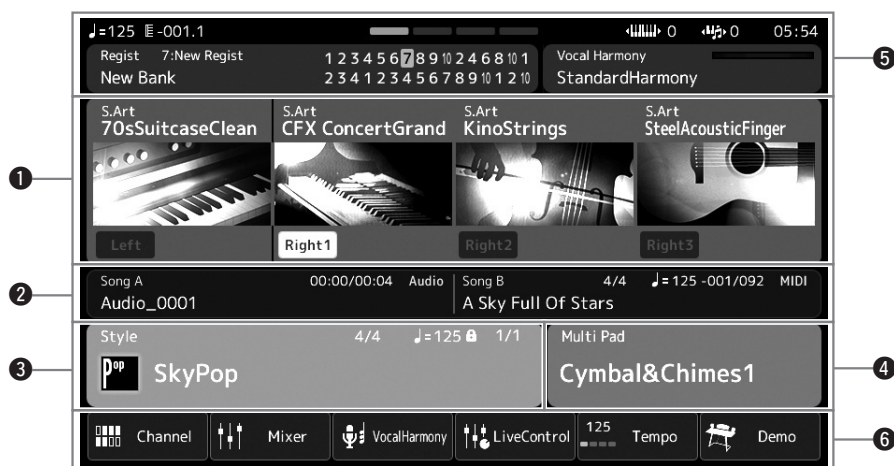 ♩=125 -001.1 0 0 05:54
Regist 7:New Regist 1 2 3 4 5 6 7 8 9 10 2 4 6 8 10 1 Vocal Harmony
New Bank 2 3 4 1 2 3 4 5 6 7 8 9 10 1 2 10 StandardHarmony
5
S.Art S.Art S.Art S.Art
70sSuitcaseClean CFX ConcertGrand KinoStrings SteelAcousticFinger
1
Left Right1 Right2 Right3
Song A 00:00/00:04 Audio Song B 4/4 ♩=125 -001/092 MIDI
2
Audio_0001 A Sky Full Of Stars
Style 4/4 ♩=125 1/1 Multi Pad
3 Pop SkyPop Cymbal&Chimes1 4
Channel Mixer VocalHarmony LiveControl 125 Tempo Demo 6